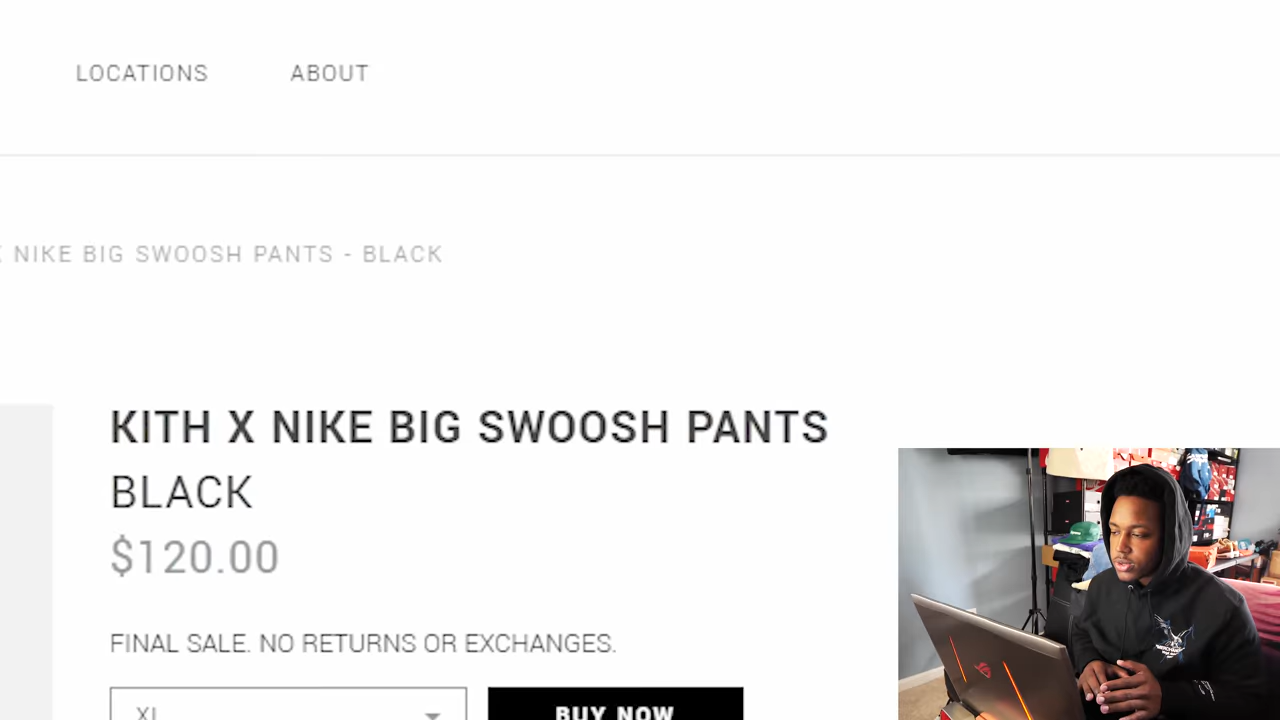 LOCATIONS ABOUT
NIKE BIG SWOOSH PANTS - BLACK
KITH X NIKE BIG SWOOSH PANTS
BLACK
$120.00
FINAL SALE. NO RETURNS OR EXCHANGES.
XL BUY NOW